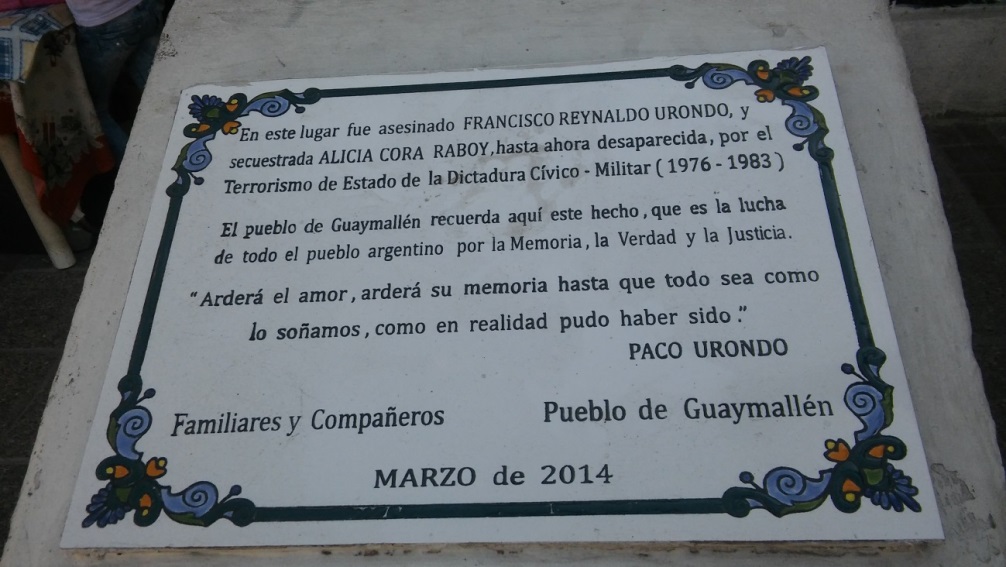 En este lugar fue asesinado FRANCISCO REYNALDO URONDO, y
secuestrada ALICIA CORA RABOY, hasta ahora desaparecida, por el
Terrorismo de Estado de la Dictadura Cívico - Militar ( 1976 - 1983 )
El pueblo de Guaymallén recuerda aquí este hecho, que es la lucha
de todo el pueblo argentino por la Memoria, la Verdad y la Justicia.
“Arderá el amor, arderá su memoria hasta que todo sea como
lo soñamos, como en realidad pudo haber sido.”
PACO URONDO
Familiares y Compañeros
Pueblo de Guaymallén
MARZO de 2014